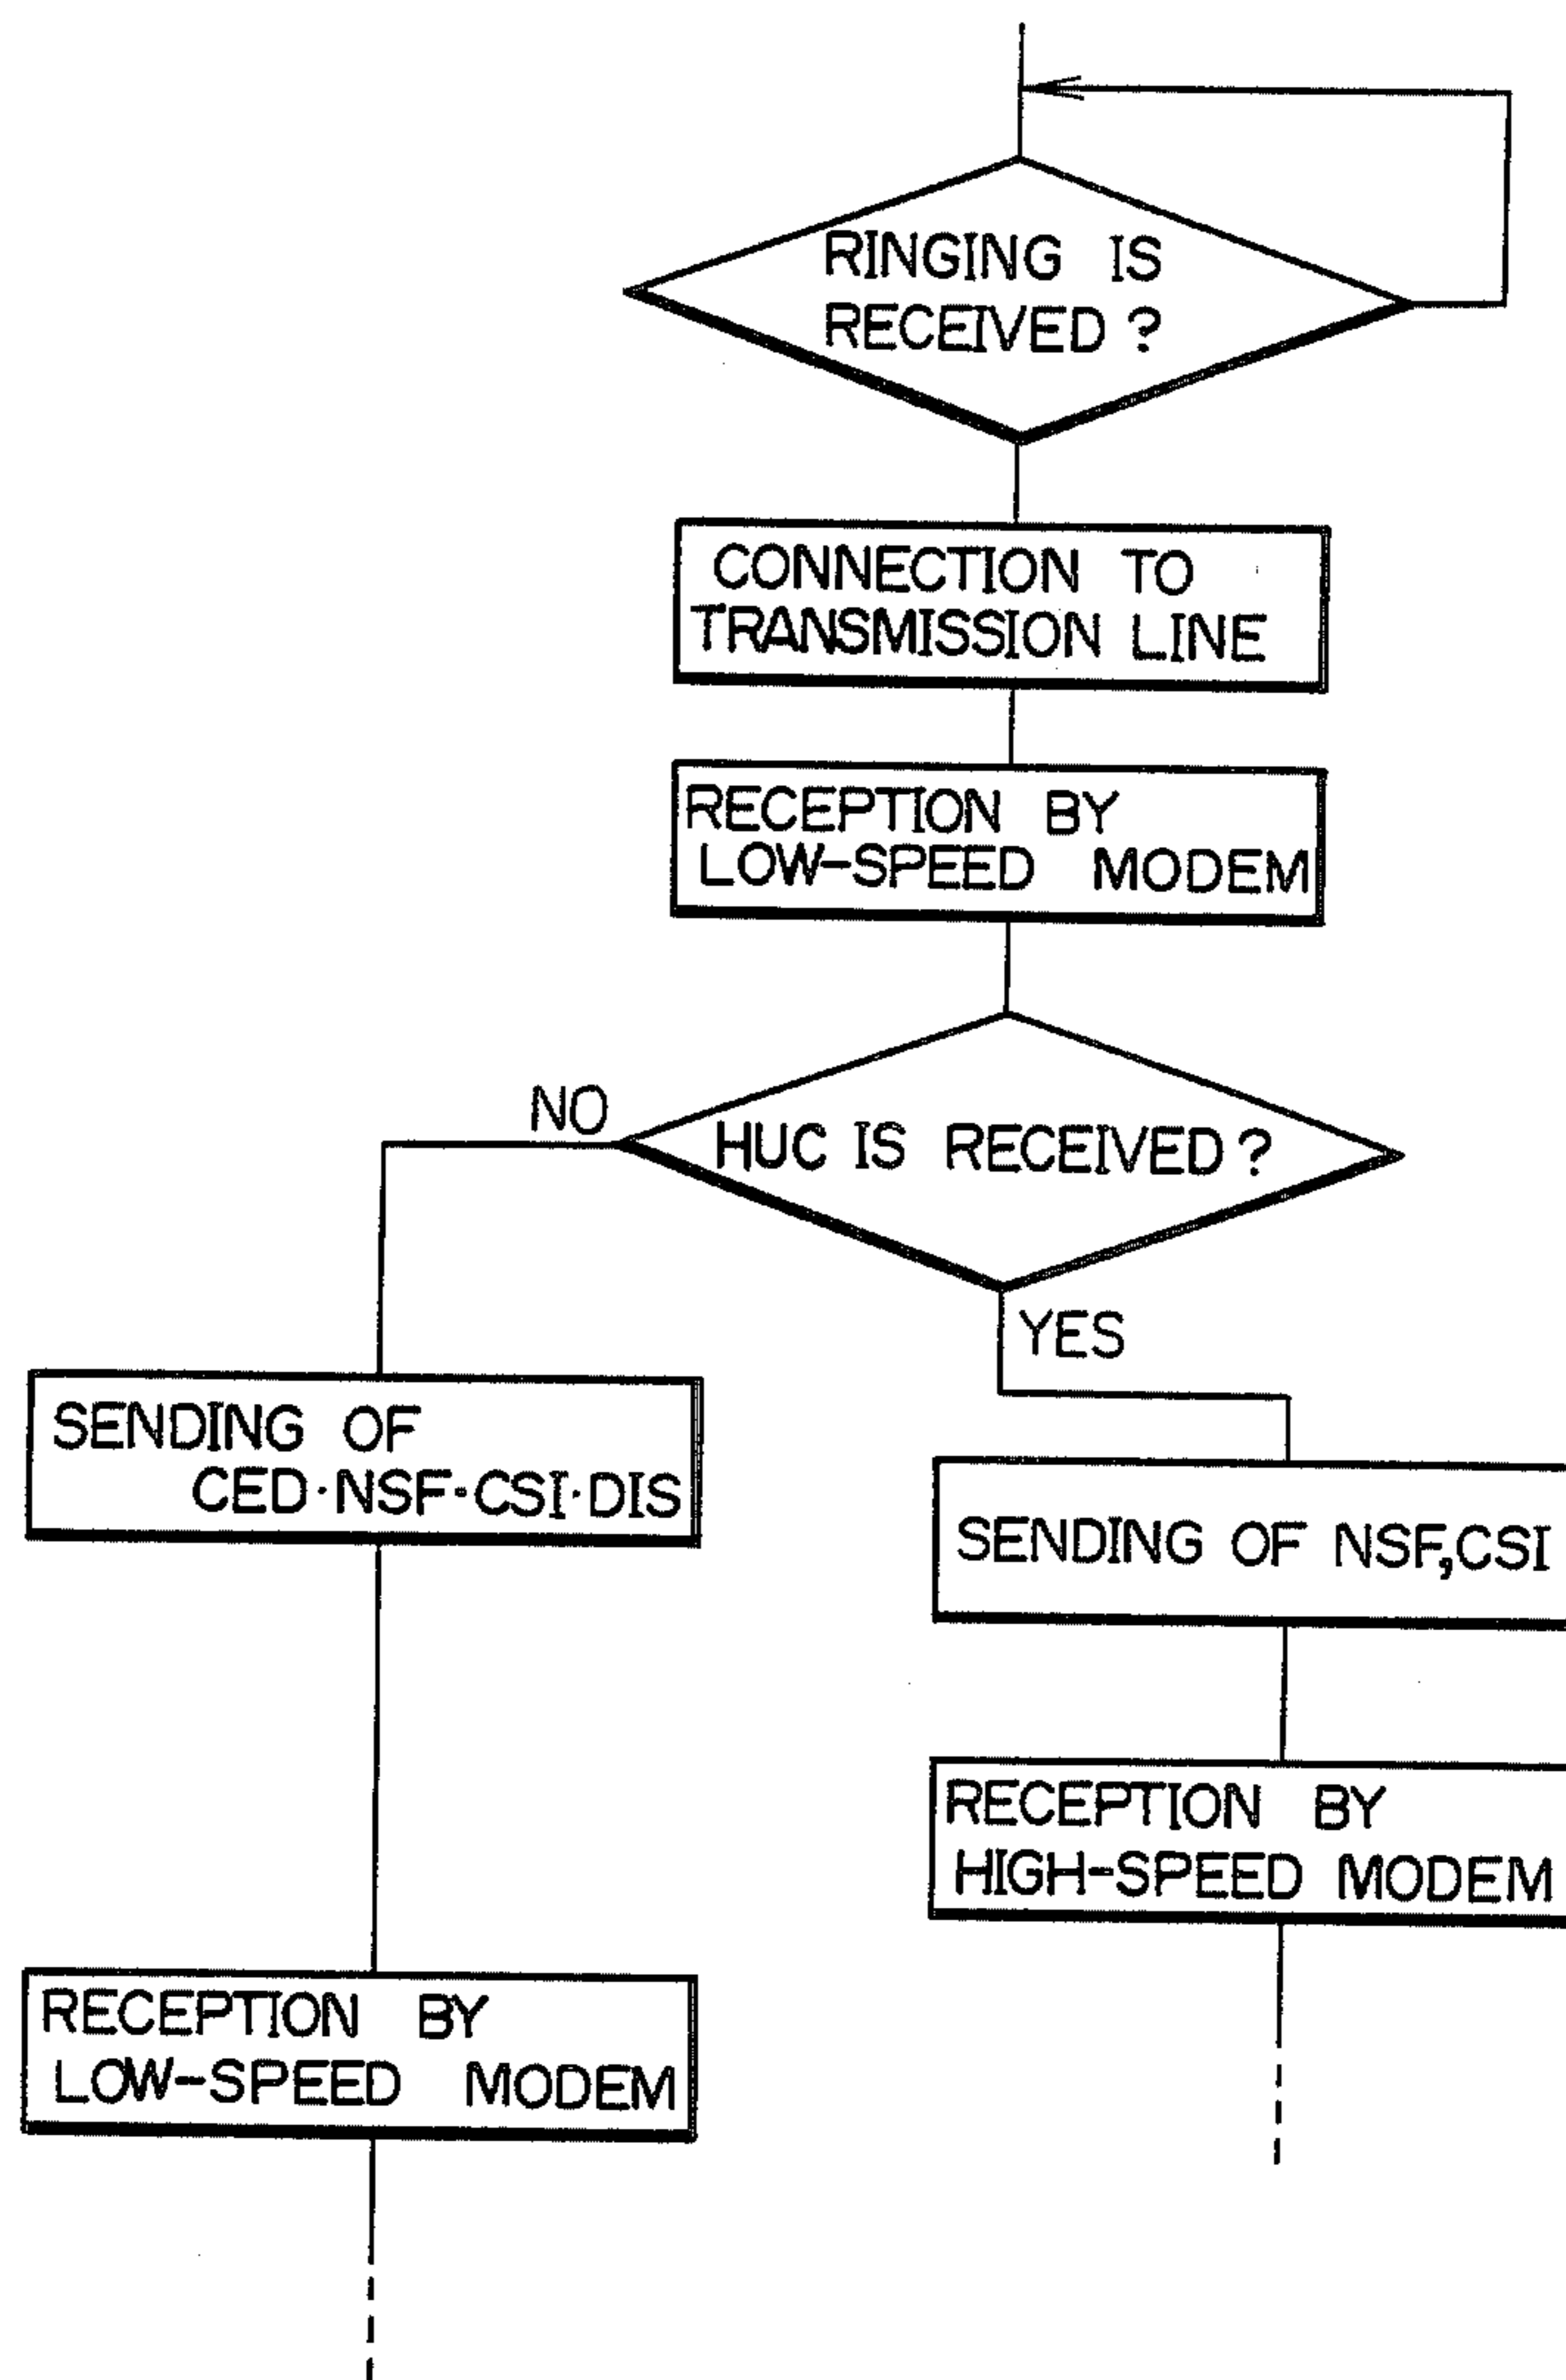 RINGING IS
RECEIVED ?
CONNECTION TO
TRANSMISSION LINE
RECEPTION BY
LOW-SPEED MODEM
NO
HUC IS RECEIVED ?
YES
SENDING OF
CED·NSF·CSI·DIS
SENDING OF NSF,CSI
RECEPTION BY
HIGH-SPEED MODEM
RECEPTION BY
LOW-SPEED MODEM